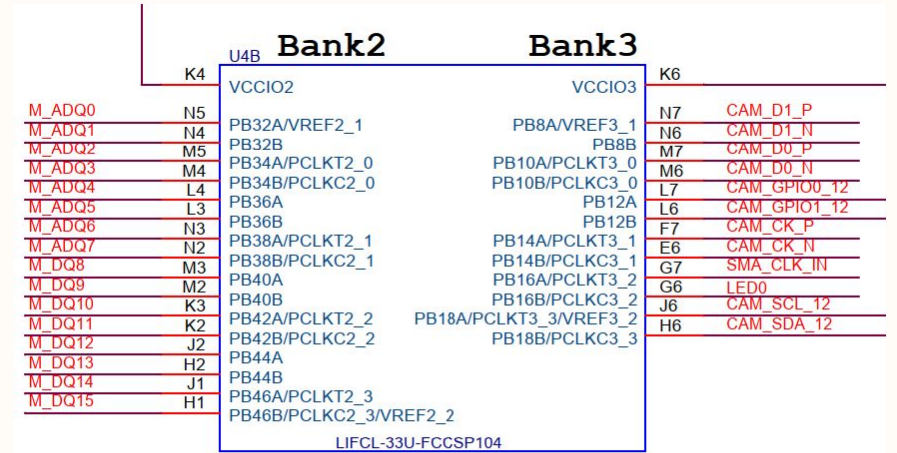 Bank2 Bank3
U4B
K4 VCCIO2 VCCIO3 K6
M_ADQ0 N5 PB32A/VREF2_1 PB8A/VREF3_1 N7 CAM_D1_P
M_ADQ1 N4 PB32B PB8B N6 CAM_D1_N
M_ADQ2 M5 PB34A/PCLKT2_0 PB10A/PCLKT3_0 M7 CAM_D0_P
M_ADQ3 M4 PB34B/PCLKC2_0 PB10B/PCLKC3_0 M6 CAM_D0_N
M_ADQ4 L4 PB36A PB12A L7 CAM_GPIO0_12
M_ADQ5 L3 PB36B PB12B L6 CAM_GPIO1_12
M_ADQ6 N3 PB38A/PCLKT2_1 PB14A/PCLKT3_1 F7 CAM_CK_P
M_ADQ7 N2 PB38B/PCLKC2_1 PB14B/PCLKC3_1 E6 CAM_CK_N
M_DQ8 M3 PB40A PB16A/PCLKT3_2 G7 SMA_CLK_IN
M_DQ9 M2 PB40B PB16B/PCLKC3_2 G6 LED0
M_DQ10 K3 PB42A/PCLKT2_2 PB18A/PCLKT3_3/VREF3_2 J6 CAM_SCL_12
M_DQ11 K2 PB42B/PCLKC2_2 PB18B/PCLKC3_3 H6 CAM_SDA_12
M_DQ12 J2 PB44A
M_DQ13 H2 PB44B
M_DQ14 J1 PB46A/PCLKT2_3
M_DQ15 H1 PB46B/PCLKC2_3/VREF2_2
LIFCL-33U-FCCSP104